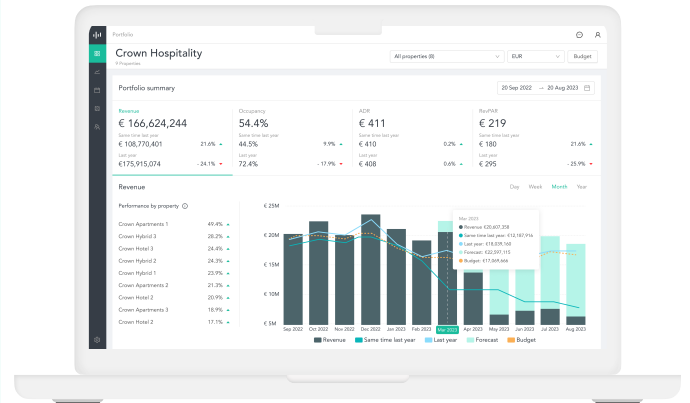 Portfolio
Crown Hospitality
9 Properties
All properties (8)
EUR
Budget
Portfolio summary
20 Sep 2022 → 20 Aug 2023
Revenue
€ 166,624,244
Same time last year
€ 108,770,401 21.6%
Last year
€175,915,074 - 24.1%
Occupancy
54.4%
Same time last year
44.5% 9.9%
Last year
72.4% - 17.9%
ADR
€ 411
Same time last year
€ 410 0.2%
Last year
€ 408 0.6%
RevPAR
€ 219
Same time last year
€ 180 21.6%
Last year
€ 295 - 25.9%
Revenue
Day Week Month Year
Performance by property
Crown Apartments 1 49.4%
Crown Hybrid 3 28.2%
Crown Hotel 3 24.4%
Crown Hybrid 2 24.3%
Crown Hybrid 1 23.9%
Crown Apartments 2 21.3%
Crown Hotel 2 20.9%
Crown Apartments 3 18.9%
Crown Hotel 2 17.1%
€ 25M
€ 20M
€ 15M
€ 10M
€ 5M
Mar 2023
Revenue: €20,607,358
Same time last year: €12,187,916
Last year: €18,039,160
Forecast: €22,597,115
Budget: €17,069,666
Sep 2022 Oct 2022 Nov 2022 Dec 2022 Jan 2023 Feb 2023 Mar 2023 Apr 2023 May 2023 Jun 2023 Jul 2023 Aug 2023
Revenue Same time last year Last year Forecast Budget